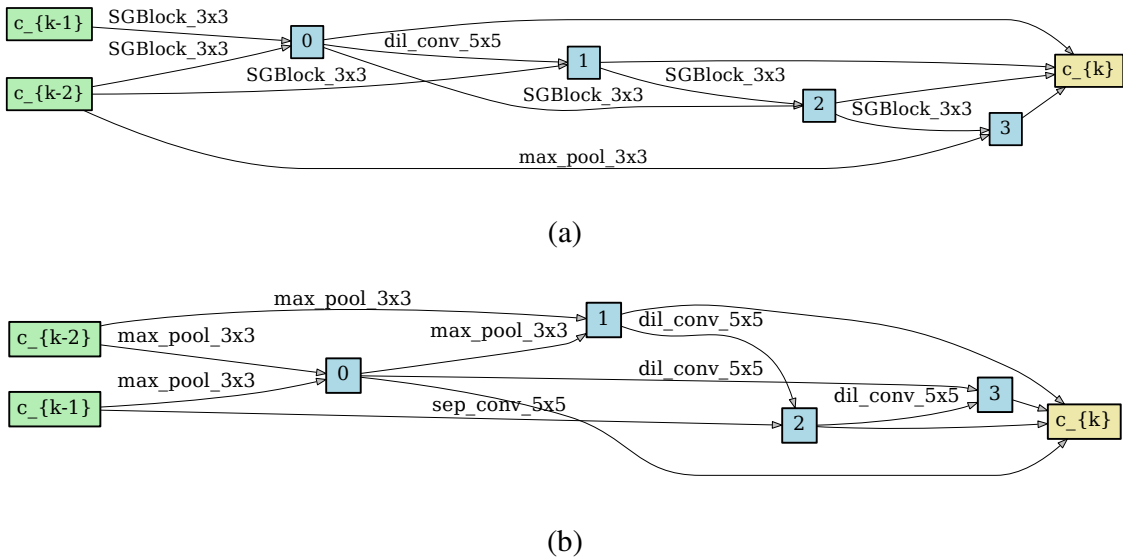 c_{k-1}
SGBlock_3x3
SGBlock_3x3
c_{k-2}
SGBlock_3x3
0
dil_conv_5x5
1
SGBlock_3x3
SGBlock_3x3
2
SGBlock_3x3
3
c_{k}
max_pool_3x3
(a)
c_{k-2}
max_pool_3x3
max_pool_3x3
max_pool_3x3
c_{k-1}
0
max_pool_3x3
1
dil_conv_5x5
dil_conv_5x5
sep_conv_5x5
2
dil_conv_5x5
3
c_{k}
(b)